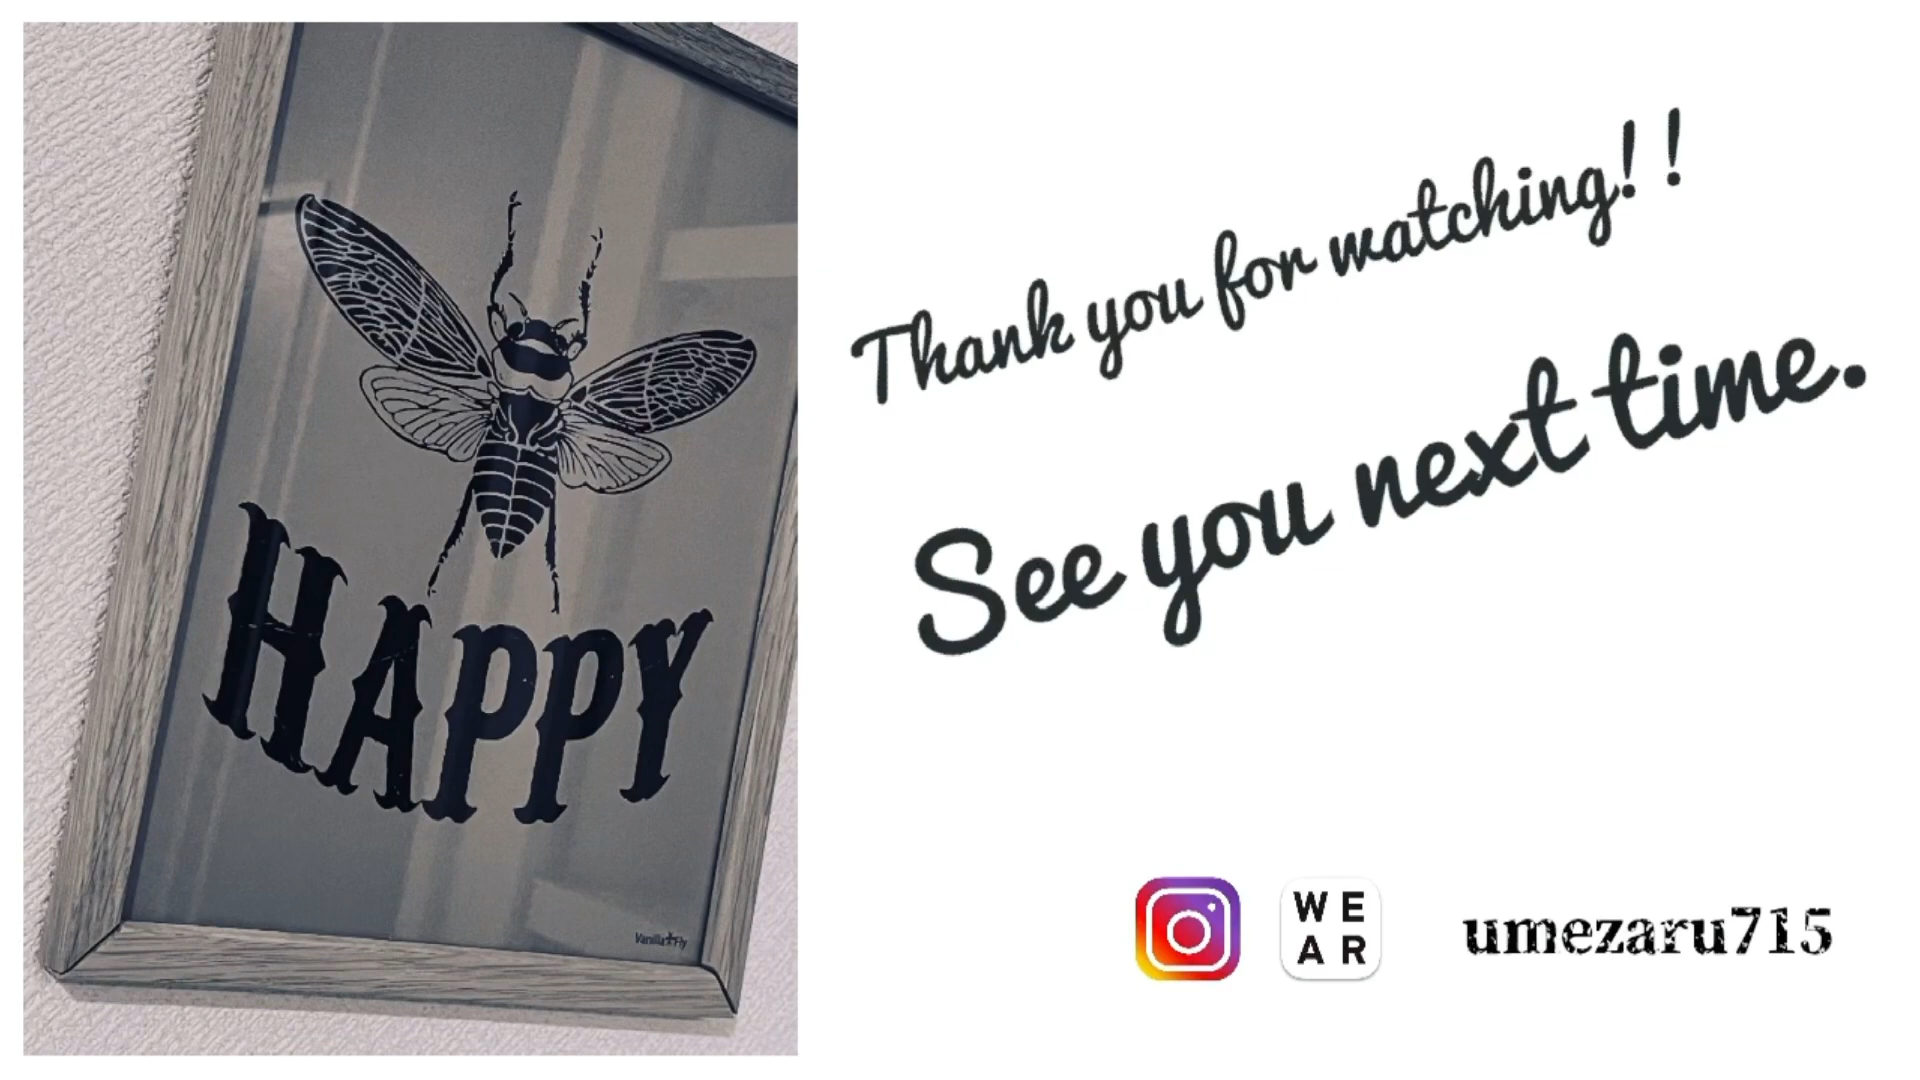 HAPPY
Vanilla Fly
Thank you for watching! !
See you next time.
WE
AR
umezaru715